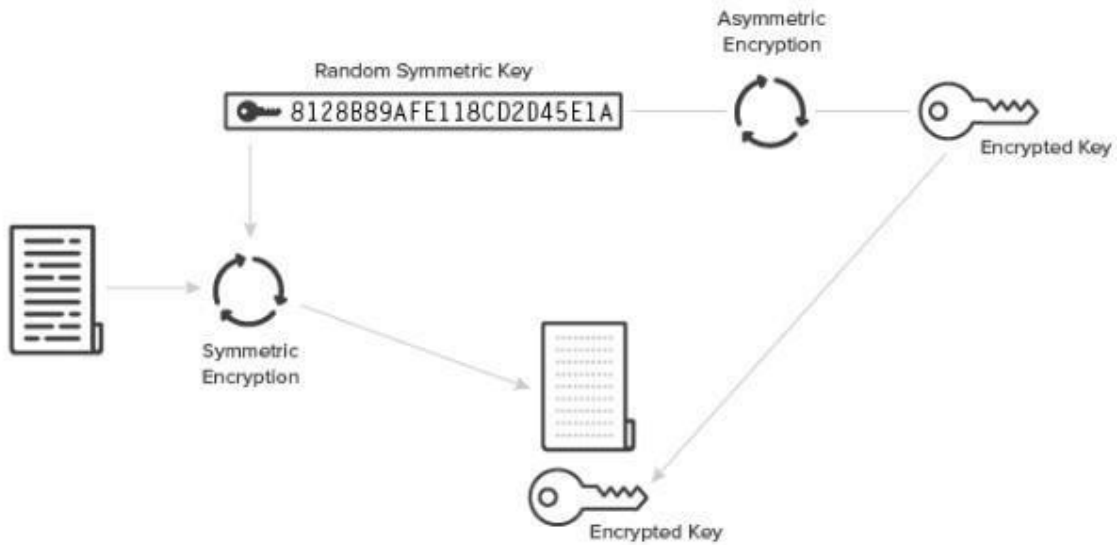 Asymmetric
Encryption
Random Symmetric Key
8128B89AFE118CD2D45E1A
Encrypted Key
Symmetric
Encryption
Encrypted Key